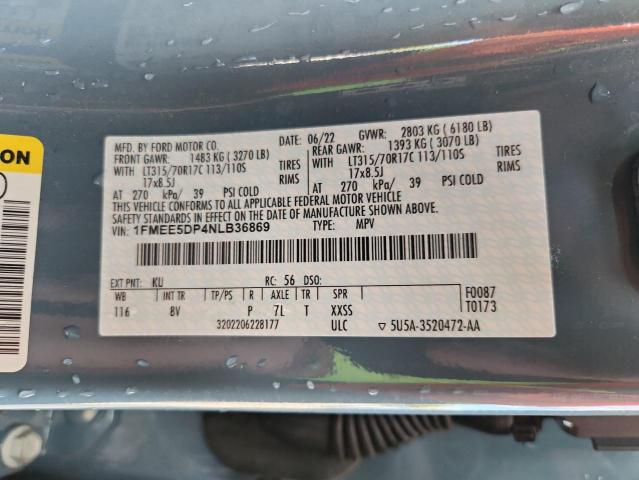 MFD. BY FORD MOTOR CO.
DATE: 06/22 GVWR: 2803 KG ( 6180 LB)
FRONT GAWR: 1483 KG ( 3270 LB) REAR GAWR: 1393 KG ( 3070 LB)
WITH LT315/70R17C 113/110S TIRES WITH LT315/70R17C 113/110S TIRES
17x8.5J RIMS 17x8.5J RIMS
AT 270 kPa/ 39 PSI COLD AT 270 kPa/ 39 PSI COLD
THIS VEHICLE CONFORMS TO ALL APPLICABLE FEDERAL MOTOR VEHICLE
SAFETY STANDARDS IN EFFECT ON THE DATE OF MANUFACTURE SHOWN ABOVE.
VIN: 1FMEE5DP4NLB36869 TYPE: MPV
EXT PNT: KU RC: 56 DSO: F0087
WB INT TR TP/PS R AXLE TR SPR T0173
116 8V P 7L T XXSS
3202206228177 ULC ▽ 5U5A-3520472-AA
ON